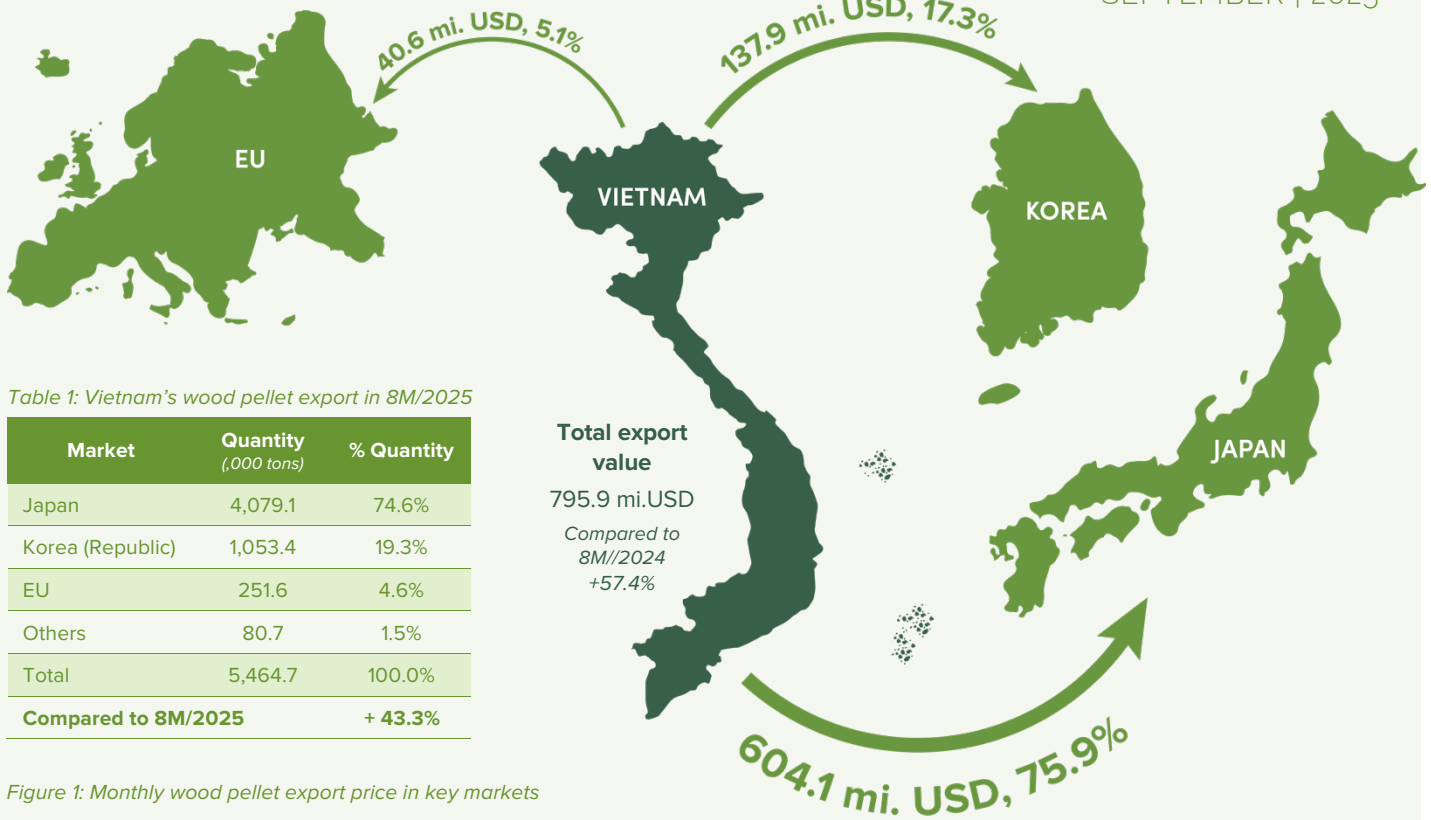 SEPTEMBER | 2025
40.6 mi. USD, 5.1%
137.9 mi. USD, 17.3%
EU
VIETNAM
KOREA
JAPAN
Table 1: Vietnam's wood pellet export in 8M/2025
Market Quantity (,000 tons) % Quantity
Japan 4,079.1 74.6%
Korea (Republic) 1,053.4 19.3%
EU 251.6 4.6%
Others 80.7 1.5%
Total 5,464.7 100.0%
Compared to 8M/2025 + 43.3%
Total export
value
795.9 mi.USD
Compared to
8M//2024
+57.4%
604.1 mi. USD, 75.9%
Figure 1: Monthly wood pellet export price in key markets